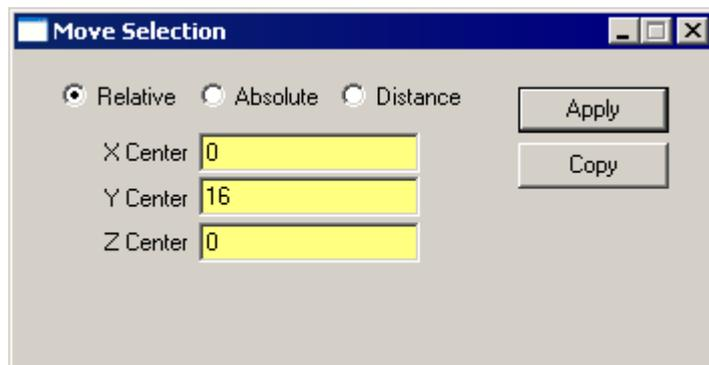 Move Selection
Relative Absolute Distance
Apply
X Center 0
Copy
Y Center 16
Z Center 0